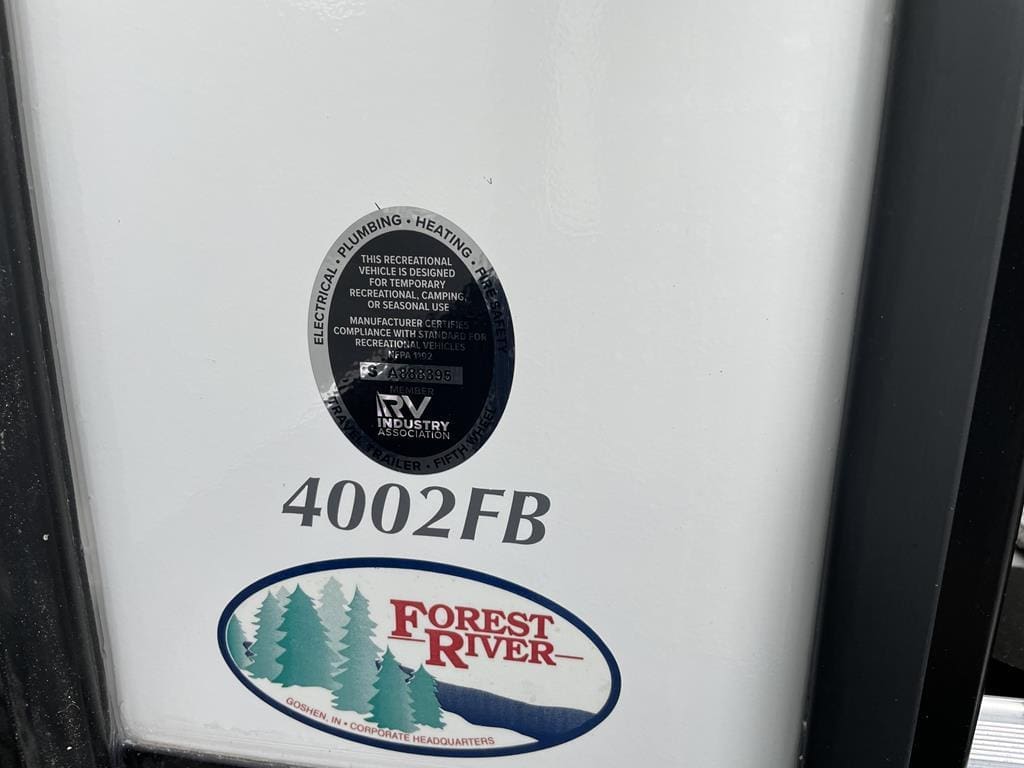 ELECTRICAL • PLUMBING • HEATING • FIRE SAFETY
THIS RECREATIONAL
VEHICLE IS DESIGNED
FOR TEMPORARY
RECREATIONAL, CAMPING,
OR SEASONAL USE
MANUFACTURER CERTIFIES
COMPLIANCE WITH STANDARD FOR
RECREATIONAL VEHICLES
NFPA 1192
S A888395
MEMBER
RV
INDUSTRY
ASSOCIATION
TRAVEL TRAILER • FIFTH WHEEL
4002FB
FOREST
RIVER
GOSHEN, IN • CORPORATE HEADQUARTERS